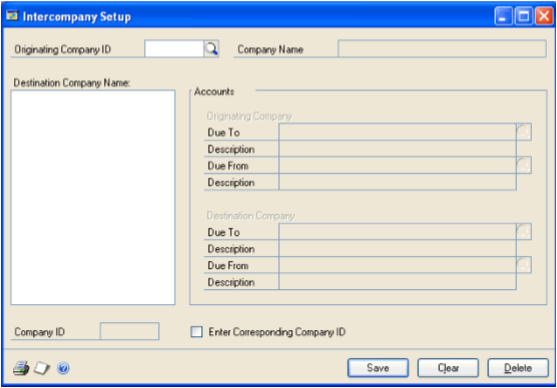 Intercompany Setup
Originating Company ID
Company Name
Destination Company Name:
Accounts
Originating Company
Due To
Description
Due From
Description
Destination Company
Due To
Description
Due From
Description
Company ID
Enter Corresponding Company ID
Save
Clear
Delete